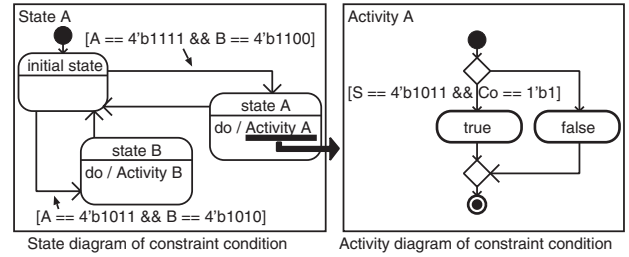 State A
[A == 4'b1111 && B == 4'b1100]
initial state
state A
do / Activity A
state B
do / Activity B
[A == 4'b1011 && B == 4'b1010]
State diagram of constraint condition
Activity A
[S == 4'b1011 && Co == 1'b1]
true
false
Activity diagram of constraint condition